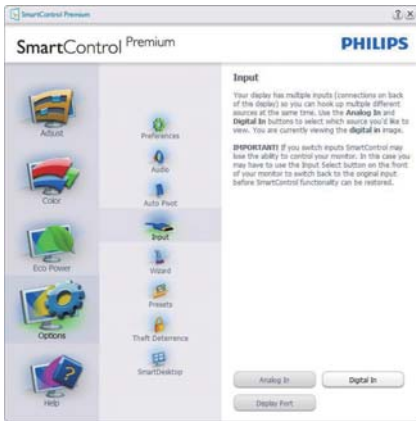 SmartControl Premium
SmartControl Premium
PHILIPS
Adjust
Color
Eco Power
Options
Help
Preferences
Audio
Auto Pivot
Input
Wizard
Presets
Theft Deterrence
SmartDesktop
Input
Your display has multiple inputs (connections on back
of the display) so you can hook up multiple different
sources at the same time. Use the Analog In and
Digital In buttons to select which source you'd like to
view. You are currently viewing the digital in image.
IMPORTANT! If you switch inputs SmartControl may
lose the ability to control your monitor. In this case you
may have to use the Input Select button on the front
of your monitor to switch back to the original input
before SmartControl functionality can be restored.
Analog In
Digital In
Display Port